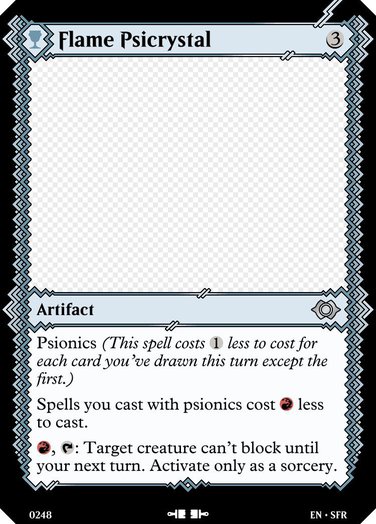 Flame Psicrystal 3
Artifact
Psionics (This spell costs 1 less to cost for
each card you've drawn this turn except the
first.)
Spells you cast with psionics cost less
to cast.
, : Target creature can't block until
your next turn. Activate only as a sorcery.
0248 EN • SFR